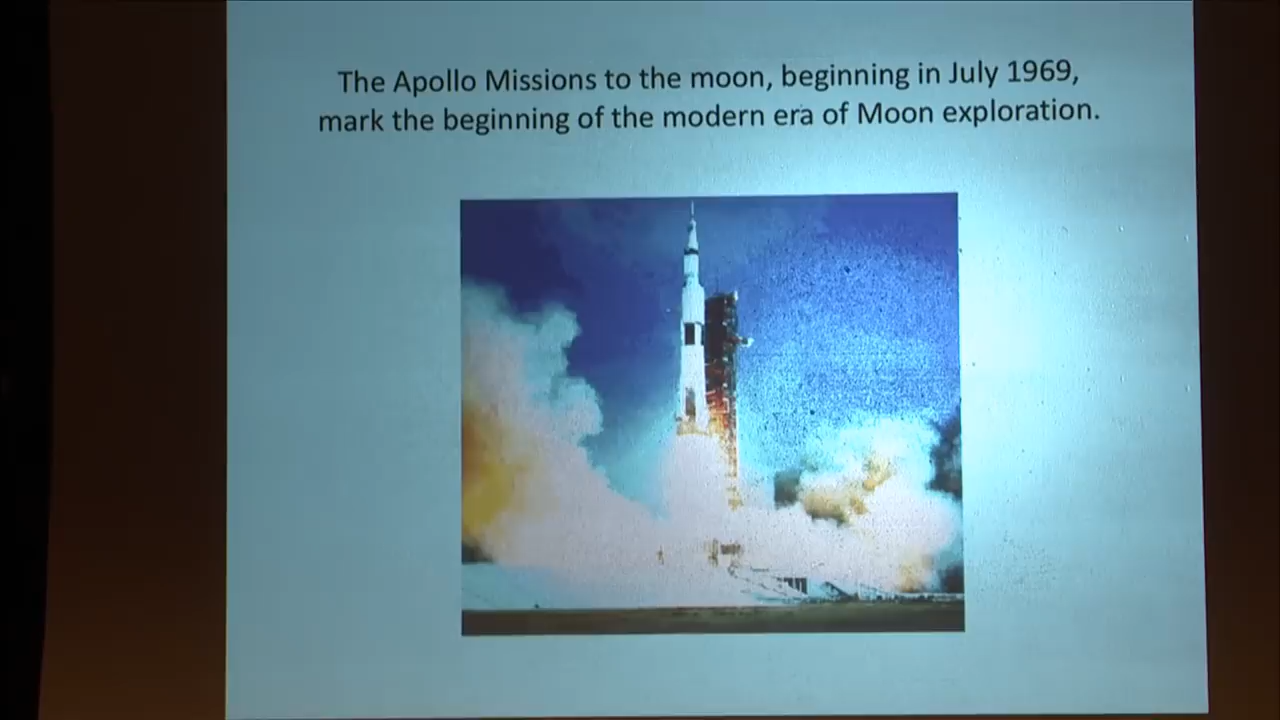 The Apollo Missions to the moon, beginning in July 1969,
mark the beginning of the modern era of Moon exploration.